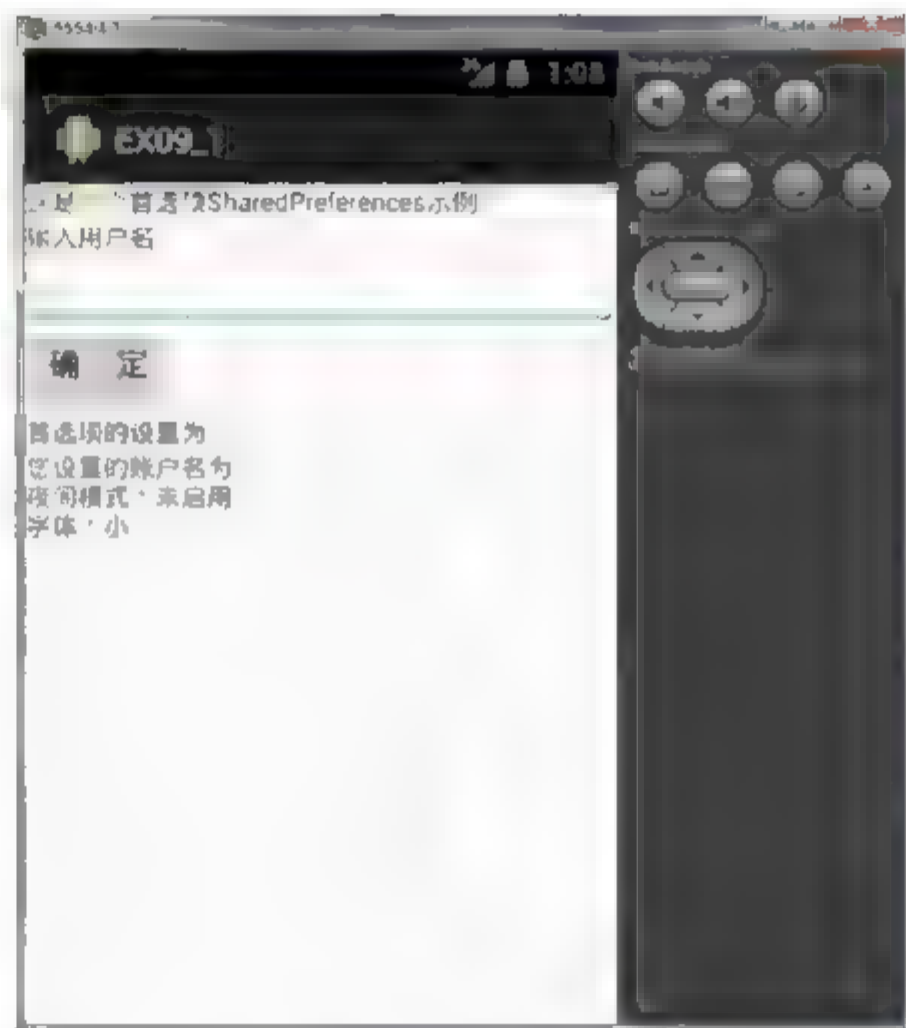 1:08
EX09_1
首选项SharedPreferences示例
输入用户名
确 定
首选项的设置为
您设置的账户名为
夜间模式：未启用
字体：小